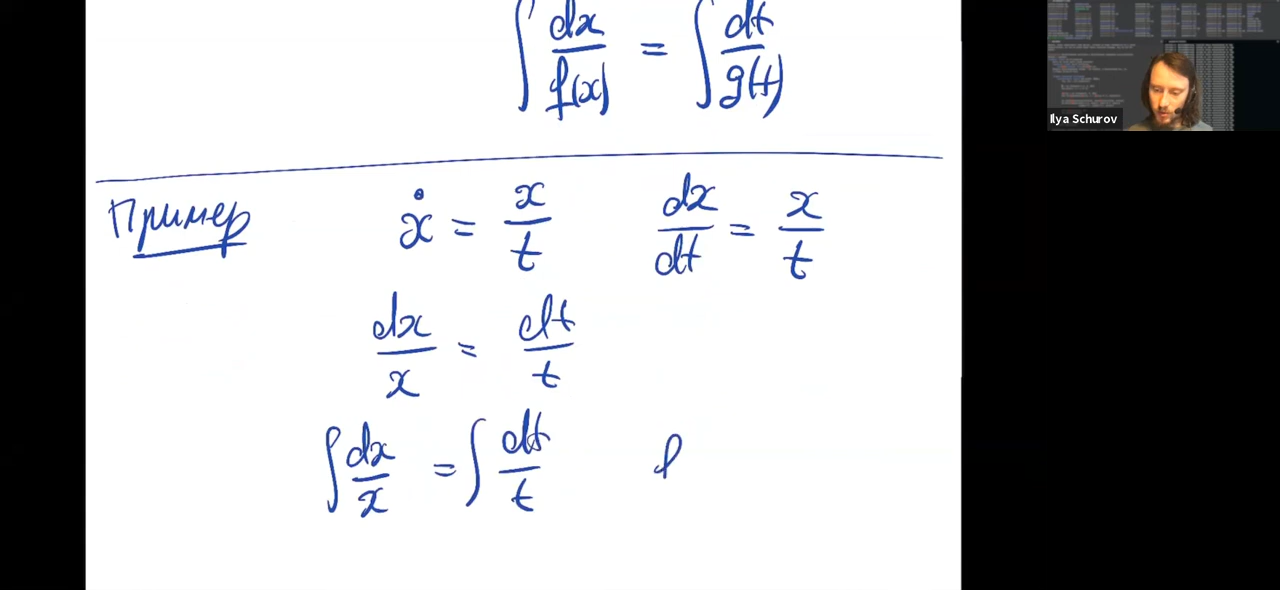 ∫ dx/f(x) = ∫ dt/g(t)
Ilya Schurov
Пример ẋ = x/t dx/dt = x/t
dx/x = dt/t
∫ dx/x = ∫ dt/t l